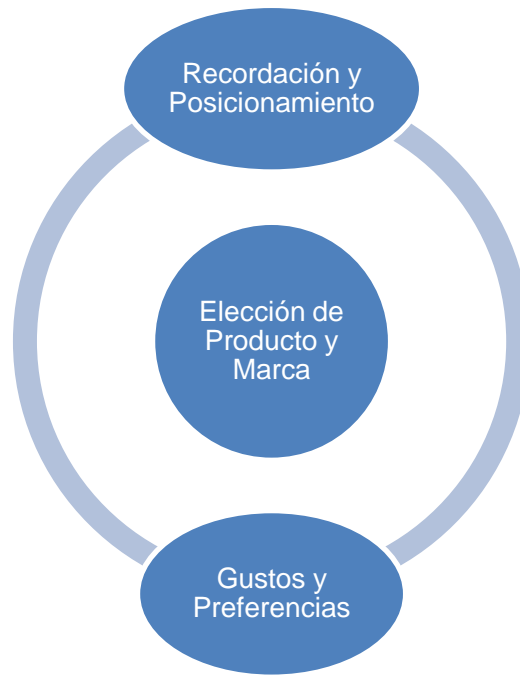 Recordación y
Posicionamiento
Elección de
Producto y
Marca
Gustos y
Preferencias